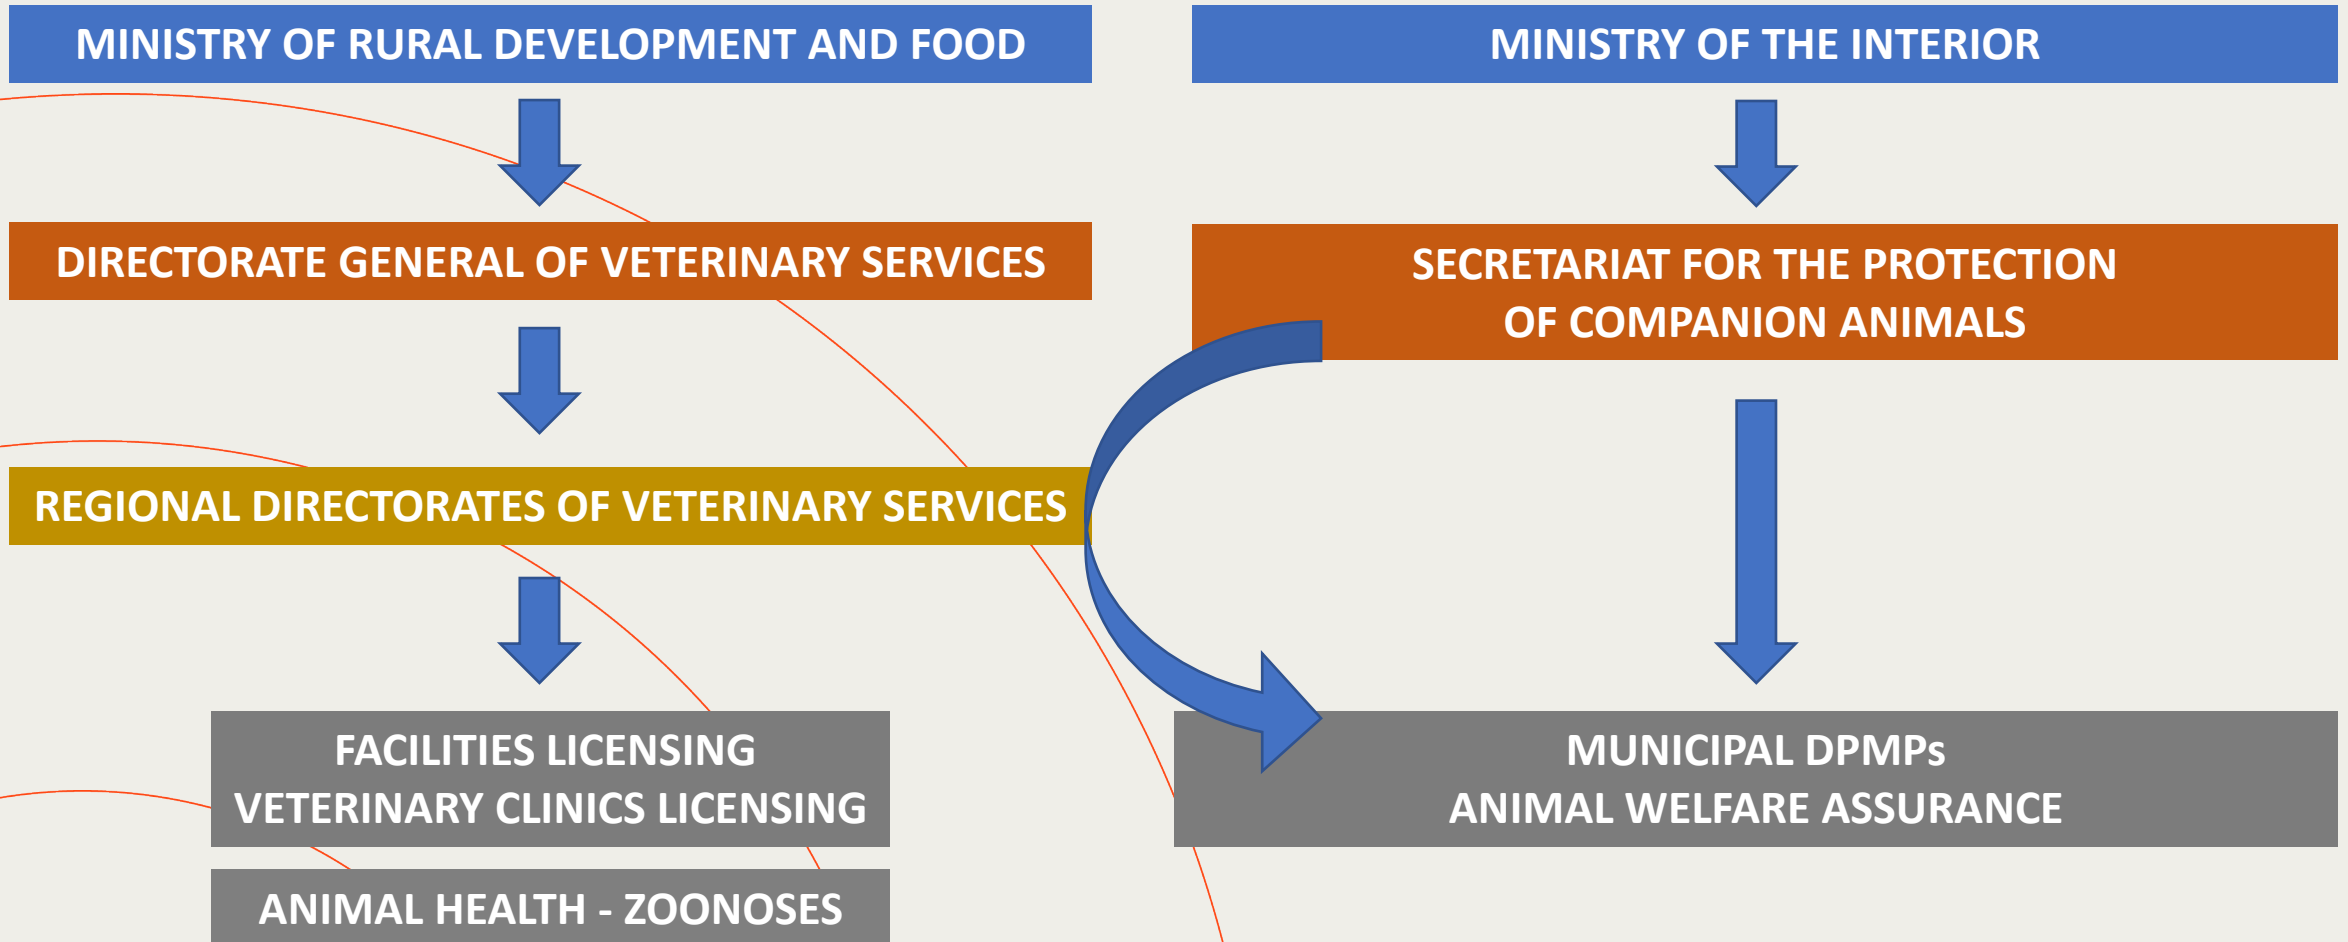 MINISTRY OF RURAL DEVELOPMENT AND FOOD
DIRECTORATE GENERAL OF VETERINARY SERVICES
REGIONAL DIRECTORATES OF VETERINARY SERVICES
FACILITIES LICENSING
VETERINARY CLINICS LICENSING
ANIMAL HEALTH - ZOONOSES
MINISTRY OF THE INTERIOR
SECRETARIAT FOR THE PROTECTION
OF COMPANION ANIMALS
MUNICIPAL DPMPs
ANIMAL WELFARE ASSURANCE